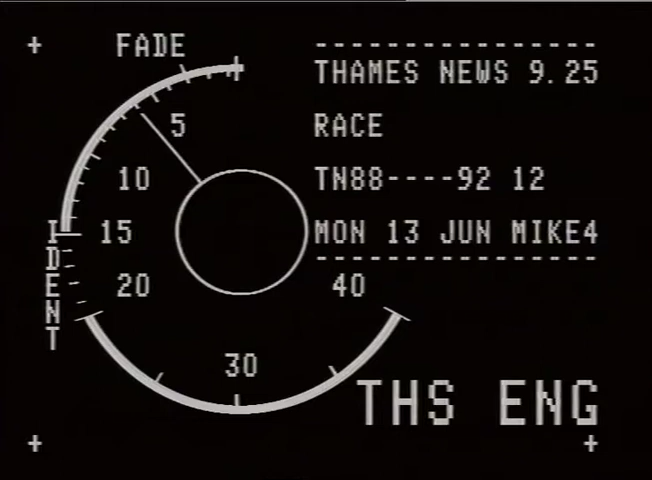 FADE
THAMES NEWS 9.25
RACE
TN88----92 12
MON 13 JUN MIKE4
5
10
15
20
30
40
IDENT
THS ENG